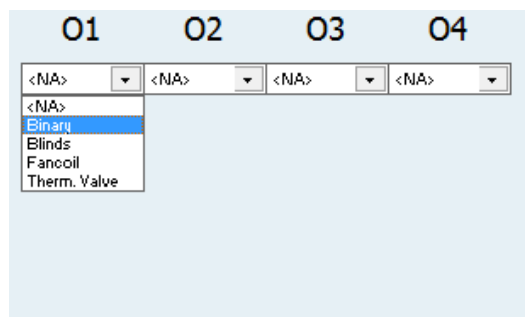 O1 O2 O3 O4
<NA> <NA> <NA> <NA>
<NA>
Binary
Blinds
Fancoil
Therm. Valve